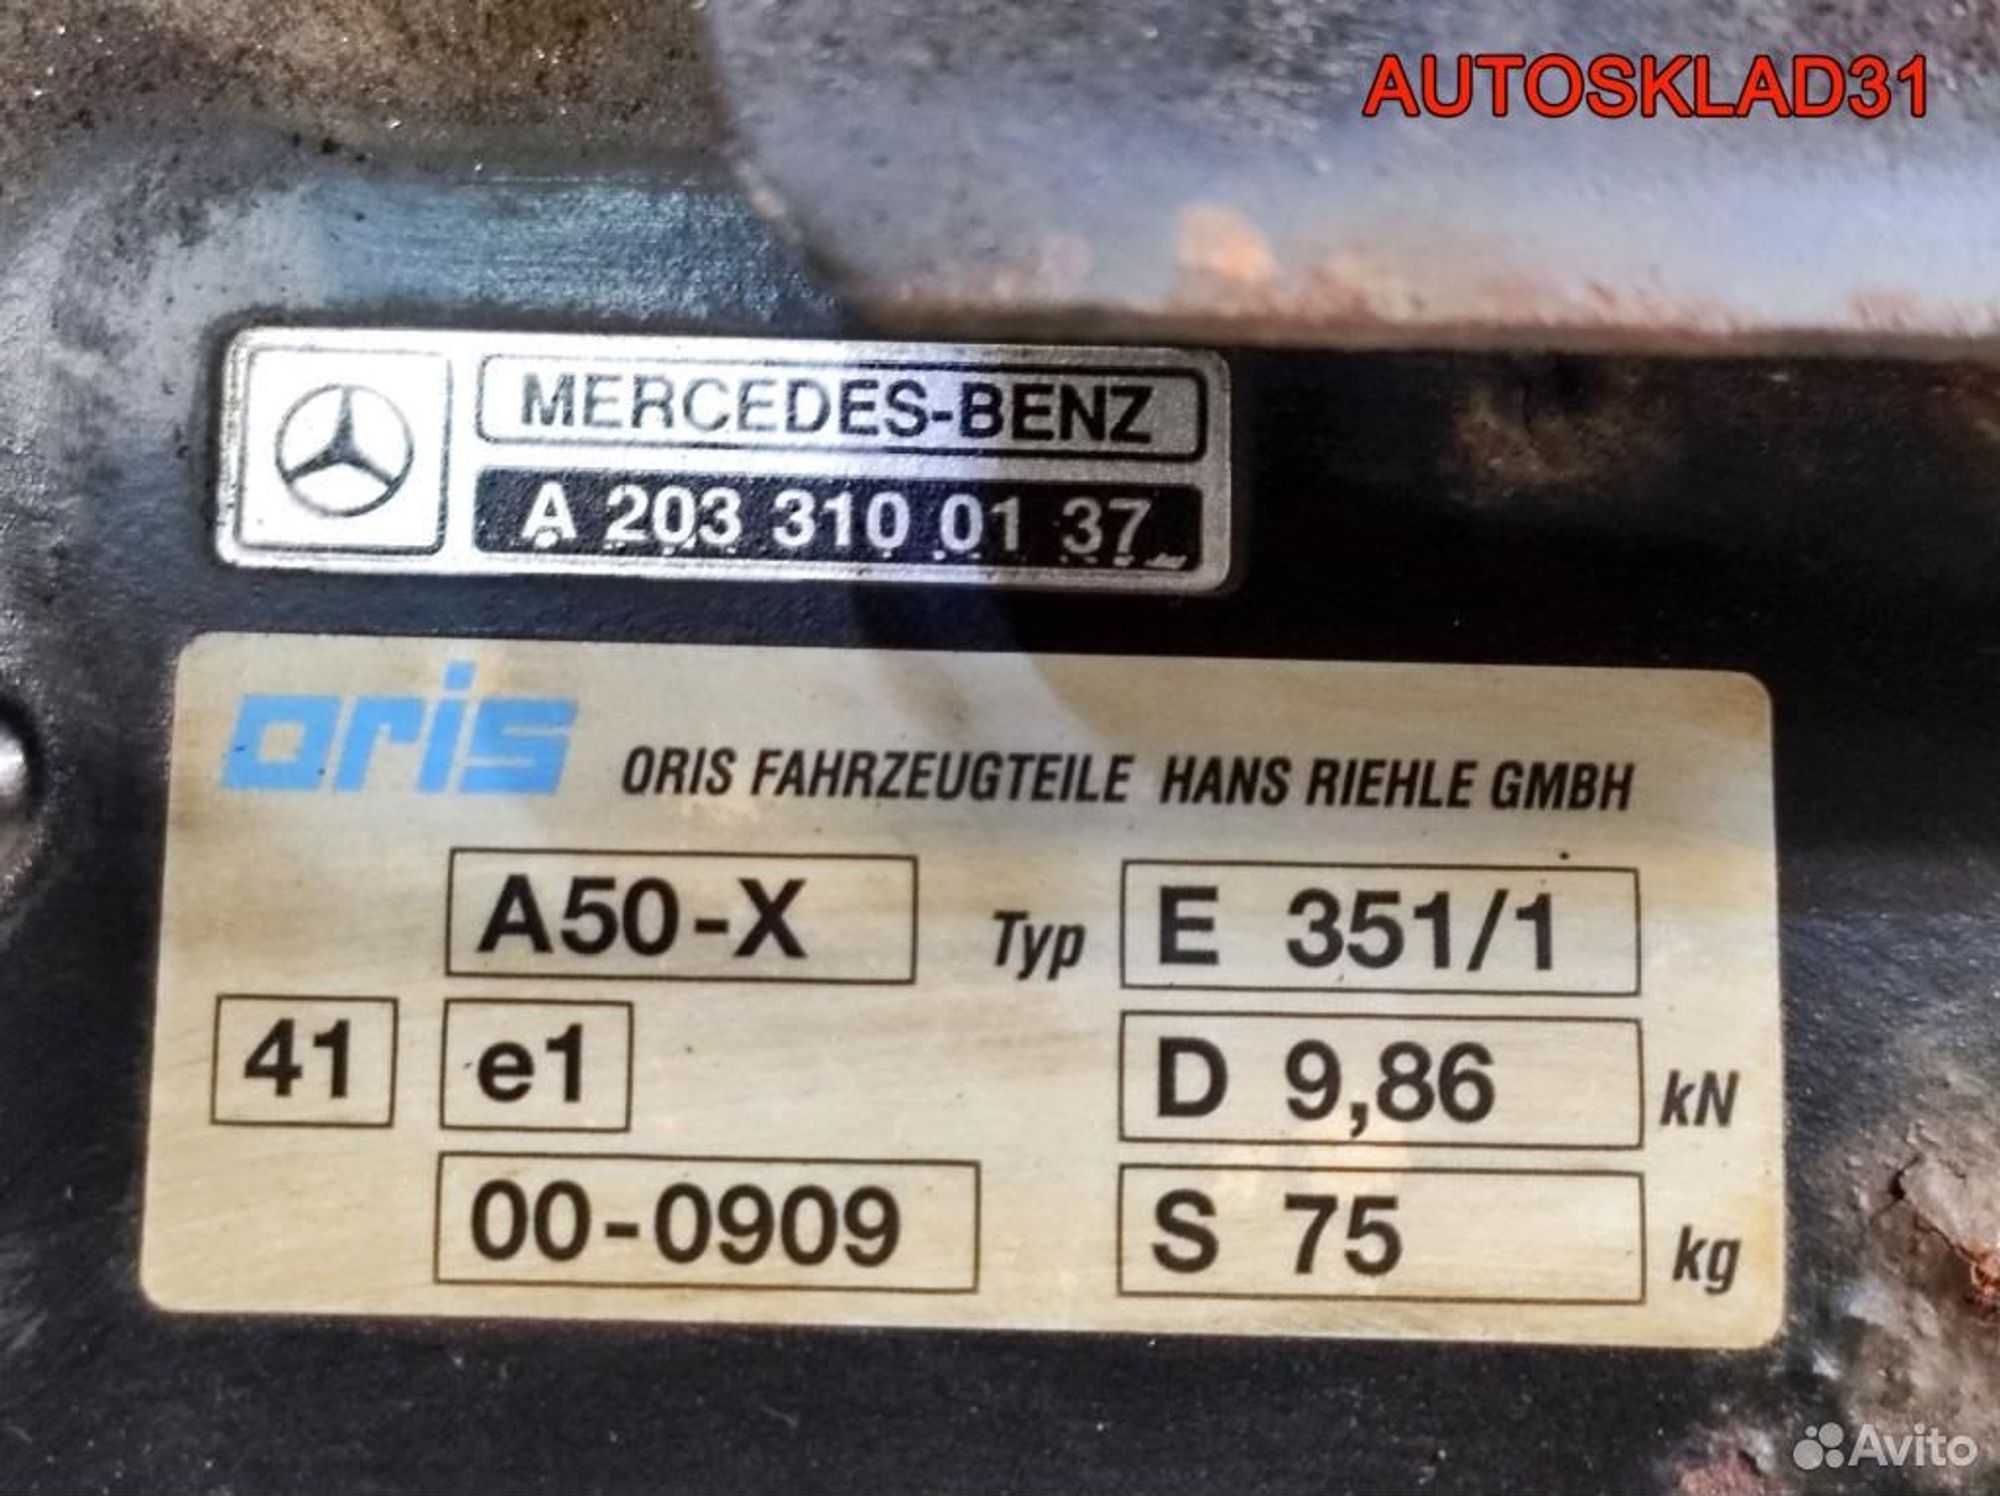 AUTOSKLAD31
MERCEDES-BENZ
A 203 310 01 37
oris ORIS FAHRZEUGTEILE HANS RIEHLE GMBH
A50-X Typ E 351/1
41 e1 D 9,86 kN
00-0909 S 75 kg
Avito